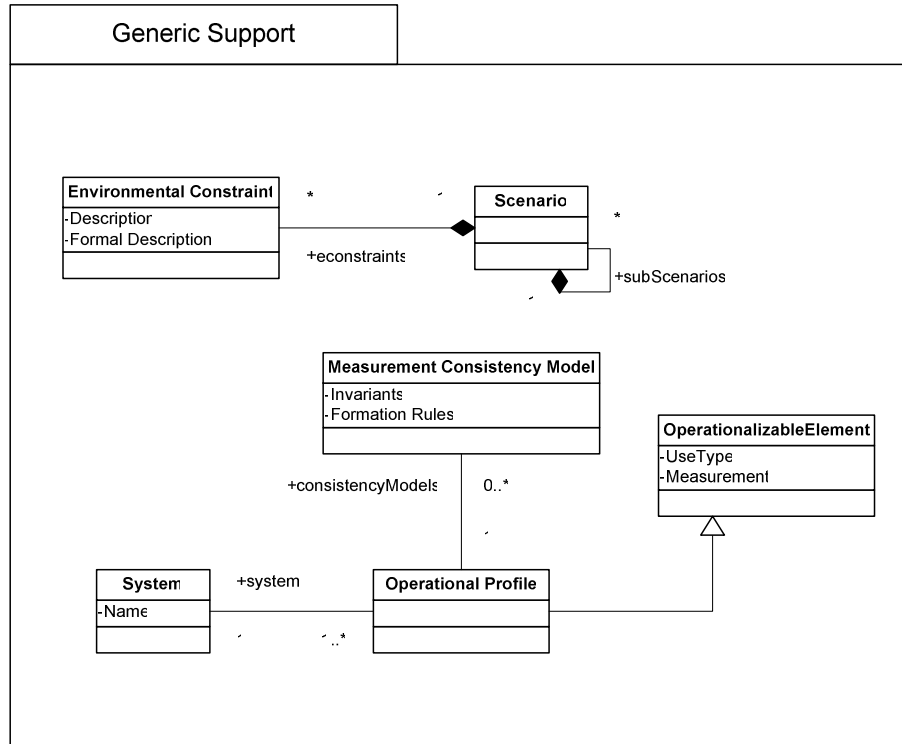 Generic Support
Environmental Constraint
-Description
-Formal Description
*
+econstraints
Scenario
*
+subScenarios
Measurement Consistency Model
-Invariants
-Formation Rules
+consistencyModels
0..*
OperationalizableElement
-UseType
-Measurement
System
-Name
+system
..*
Operational Profile